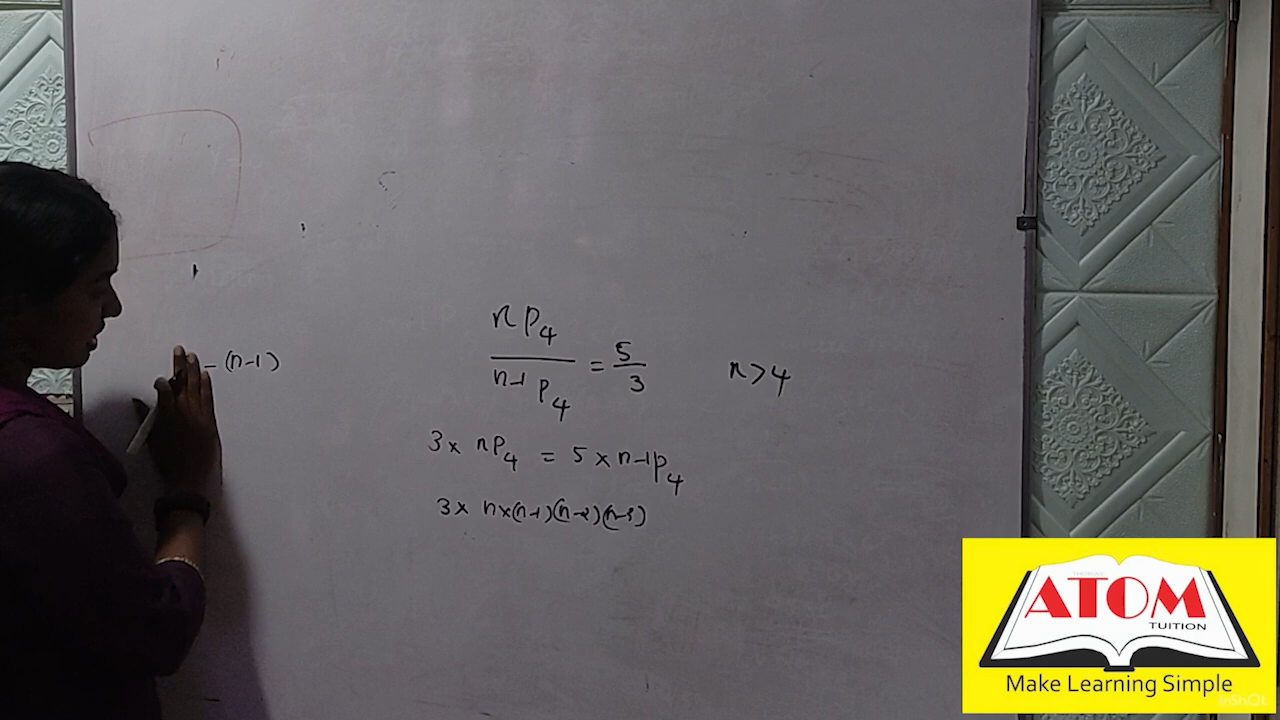 nP4
n-1P4
= 5
3
n>4
– (n-1)
3 × nP4 = 5 × n-1P4
3 × n×(n-1)(n-2)(n-3)
ATOM
TUITION
Make Learning Simple
InShOt